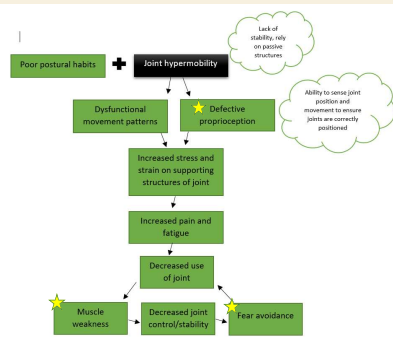 Lack of
stability, rely
on passive
structures
Poor postural habits
Joint hypermobility
Ability to sense joint
position and
movement to ensure
joints are correctly
positioned
Dysfunctional
movement patterns
Defective
proprioception
Increased stress and
strain on supporting
structures of joint
Increased pain and
fatigue
Decreased use
of joint
Muscle
weakness
Decreased joint
control/stability
Fear avoidance